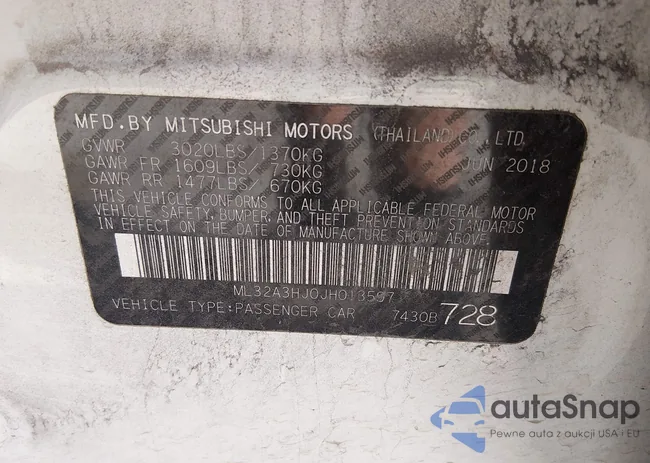 MFD.BY MITSUBISHI MOTORS (THAILAND) CO., LTD.
GVWR 3020LBS/1370KG JUN 2018
GAWR FR 1609LBS/ 730KG
GAWR RR 1477LBS/ 670KG
THIS VEHICLE CONFORMS TO ALL APPLICABLE FEDERAL MOTOR
VEHICLE SAFETY, BUMPER, AND THEFT PREVENTION STANDARDS
IN EFFECT ON THE DATE OF MANUFACTURE SHOWN ABOVE.
ML32A3HJ0JH013597
VEHICLE TYPE:PASSENGER CAR 7430B 728
autaSnap
Pewne auta z aukcji USA i EU